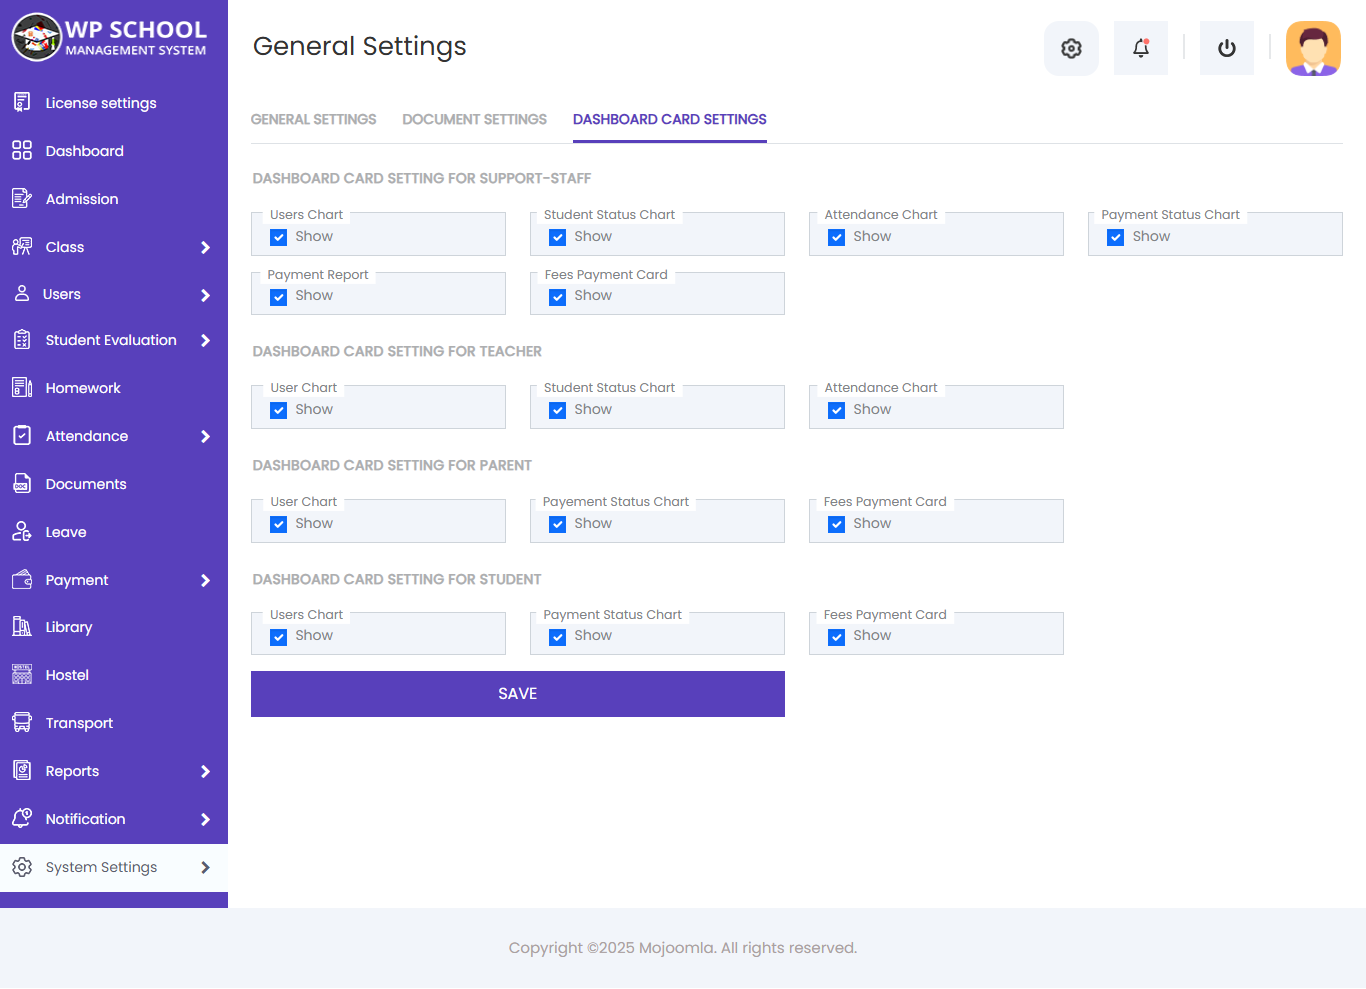 WP SCHOOL
MANAGEMENT SYSTEM
General Settings
License settings
Dashboard
Admission
Class
Users
Student Evaluation
Homework
Attendance
Documents
Leave
Payment
Library
Hostel
Transport
Reports
Notification
System Settings
GENERAL SETTINGS DOCUMENT SETTINGS DASHBOARD CARD SETTINGS
DASHBOARD CARD SETTING FOR SUPPORT-STAFF
Users Chart Student Status Chart Attendance Chart Payment Status Chart
Show Show Show Show
Payment Report Fees Payment Card
Show Show
DASHBOARD CARD SETTING FOR TEACHER
User Chart Student Status Chart Attendance Chart
Show Show Show
DASHBOARD CARD SETTING FOR PARENT
User Chart Payement Status Chart Fees Payment Card
Show Show Show
DASHBOARD CARD SETTING FOR STUDENT
Users Chart Payment Status Chart Fees Payment Card
Show Show Show
SAVE
Copyright ©2025 Mojoomla. All rights reserved.